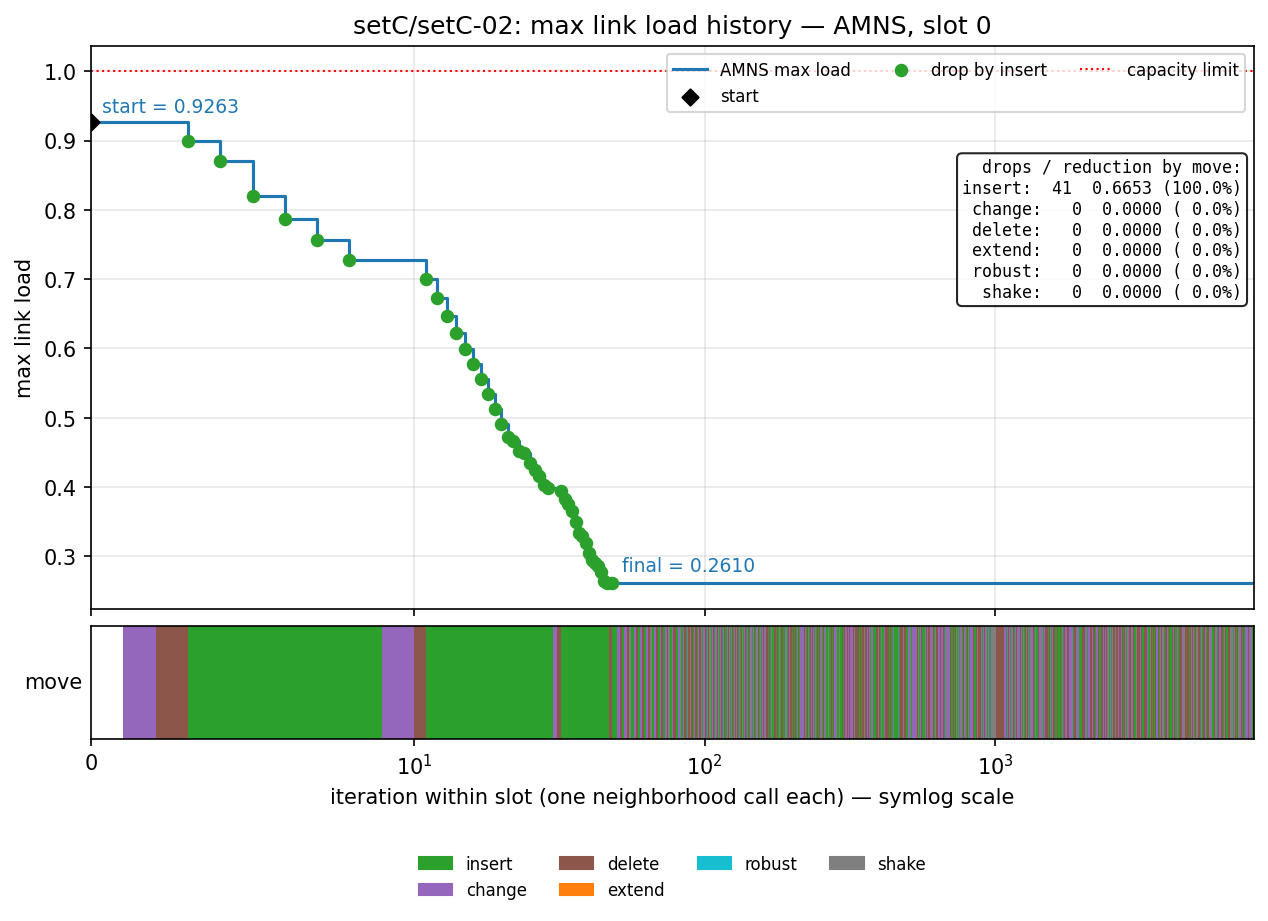 setC/setC-02: max link load history — AMNS, slot 0
AMNS max load
drop by insert
capacity limit
start
start = 0.9263
drops / reduction by move:
insert: 41 0.6653 (100.0%)
change: 0 0.0000 ( 0.0%)
delete: 0 0.0000 ( 0.0%)
extend: 0 0.0000 ( 0.0%)
robust: 0 0.0000 ( 0.0%)
shake: 0 0.0000 ( 0.0%)
1.0
0.9
0.8
0.7
0.6
0.5
0.4
0.3
max link load
final = 0.2610
move
0
10¹
10²
10³
iteration within slot (one neighborhood call each) — symlog scale
insert
delete
robust
shake
change
extend